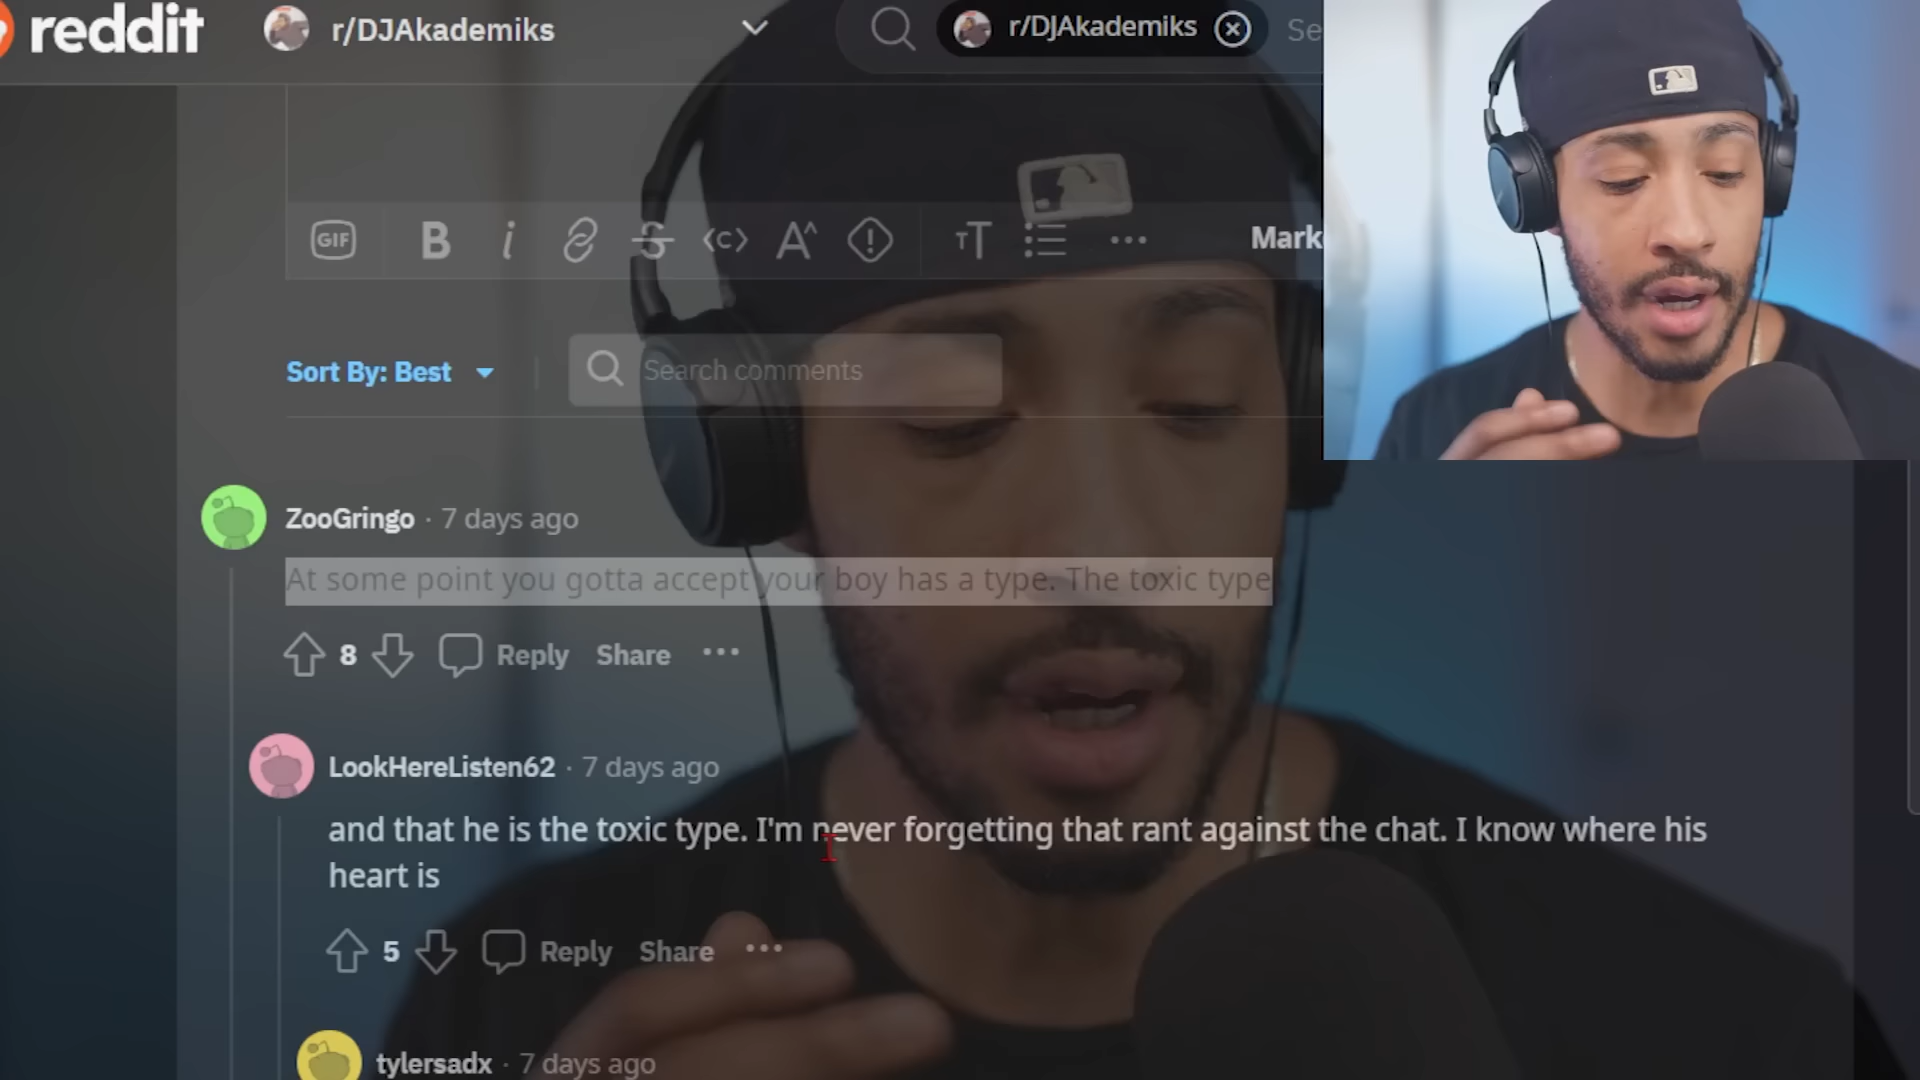 reddit r/DJAkademiks r/DJAkademiks Se
GIF B i S <c> A^ ! TT ... Mark
Sort By: Best Search comments
ZooGringo · 7 days ago
At some point you gotta accept your boy has a type. The toxic type
8 Reply Share ...
LookHereListen62 · 7 days ago
and that he is the toxic type. I'm never forgetting that rant against the chat. I know where his
heart is
5 Reply Share ...
tylersadx · 7 days ago